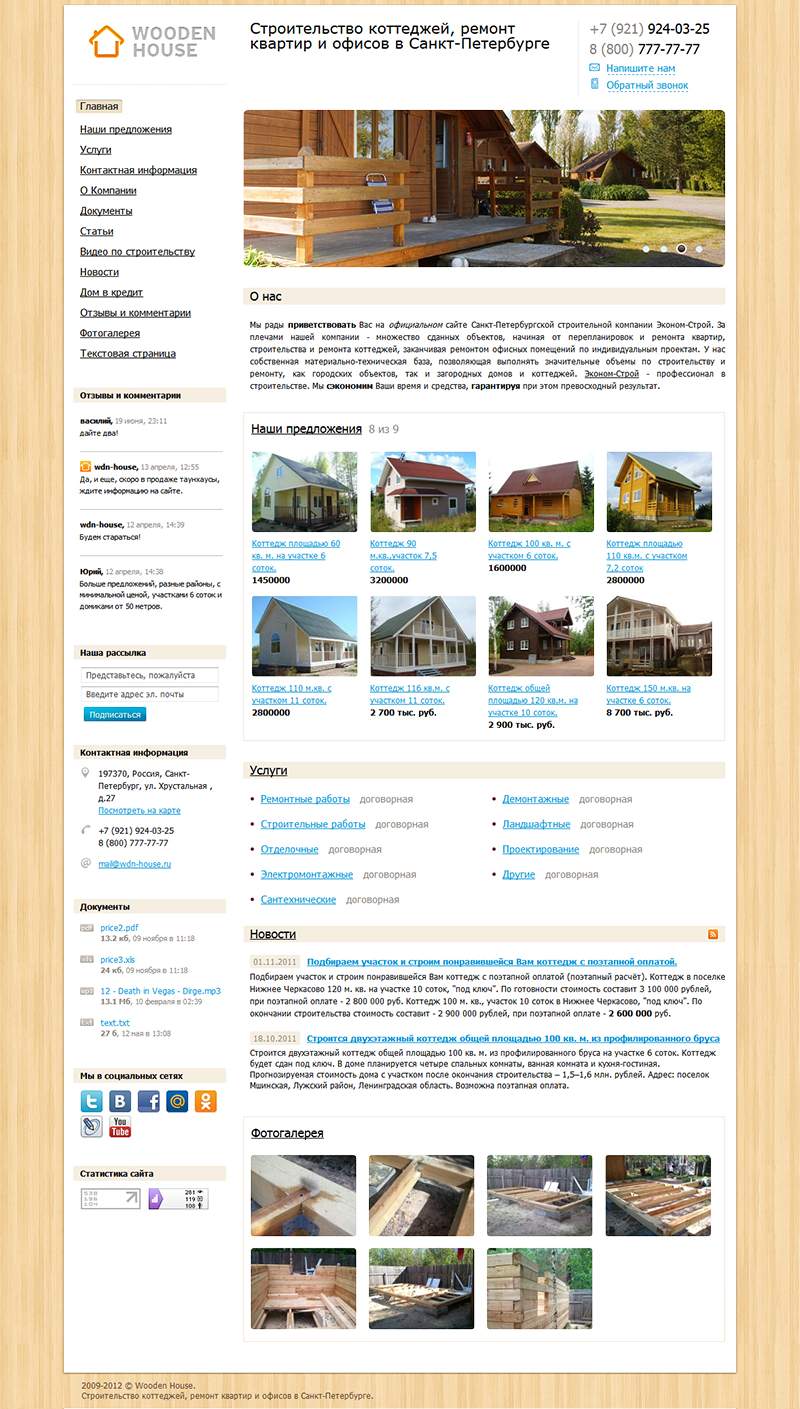 WOODEN
HOUSE
Строительство коттеджей, ремонт
квартир и офисов в Санкт-Петербурге
+7 (921) 924-03-25
8 (800) 777-77-77
Напишите нам
Обратный звонок
Главная
Наши предложения
Услуги
Контактная информация
О Компании
Документы
Статьи
Видео по строительству
Новости
Дом в кредит
Отзывы и комментарии
Фотогалерея
Текстовая страница
Отзывы и комментарии
василий, 19 июня, 23:11
дайте два!
wdn-house, 13 апреля, 12:55
Да, и еще, скоро в продаже таунхаусы,
ждите информацию на сайте.
wdn-house, 12 апреля, 14:39
Будем стараться!
Юрий, 12 апреля, 14:38
Больше предложений, разные районы, с
минимальной ценой, участками 6 соток и
домиками от 50 метров.
Наша рассылка
Представьтесь, пожалуйста
Введите адрес эл. почты
Подписаться
Контактная информация
197370, Россия, Санкт-
Петербург, ул. Хрустальная ,
д.27
Посмотреть на карте
+7 (921) 924-03-25
8 (800) 777-77-77
mail@wdn-house.ru
Документы
pdf price2.pdf
13.2 кб, 09 ноября в 11:18
xls price3.xls
24 кб, 09 ноября в 11:18
mp3 12 - Death in Vegas - Dirge.mp3
13.1 Мб, 10 февраля в 02:39
txt text.txt
27 б, 12 мая в 13:08
Мы в социальных сетях
You
Tube
Статистика сайта
281
119
108
О нас
Мы рады приветствовать Вас на официальном сайте Санкт-Петербургской строительной компании Эконом-Строй. За
плечами нашей компании - множество сданных объектов, начиная от перепланировок и ремонта квартир,
строительства и ремонта коттеджей, заканчивая ремонтом офисных помещений по индивидуальным проектам. У нас
собственная материально-техническая база, позволяющая выполнять значительные объемы по строительству и
ремонту, как городских объектов, так и загородных домов и коттеджей. Эконом-Строй - профессионал в
строительстве. Мы сэкономим Ваши время и средства, гарантируя при этом превосходный результат.
Наши предложения 8 из 9
Коттедж площадью 60
кв. м. на участке 6
соток.
1450000
Коттедж 90
м.кв.,участок 7,5
соток.
3200000
Коттедж 100 кв. м. с
участком 6 соток.
1600000
Коттедж площадью
110 кв.м. с участком
7,2 соток
2800000
Коттедж 110 м.кв. с
участком 11 соток.
2800000
Коттедж 116 кв.м. с
участком 11 соток.
2 700 тыс. руб.
Коттедж общей
площадью 120 кв.м. на
участке 10 соток.
2 900 тыс. руб.
Коттедж 150 м.кв. на
участке 6 соток.
8 700 тыс. руб.
Услуги
Ремонтные работы договорная
Строительные работы договорная
Отделочные договорная
Электромонтажные договорная
Сантехнические договорная
Демонтажные договорная
Ландшафтные договорная
Проектирование договорная
Другие договорная
Новости
01.11.2011 Подбираем участок и строим понравившейся Вам коттедж с поэтапной оплатой.
Подбираем участок и строим понравившейся Вам коттедж с поэтапной оплатой (поэтапный расчёт). Коттедж в поселке
Нижнее Черкасово 120 м. кв. на участке 10 соток, "под ключ". По готовности стоимость составит 3 100 000 рублей,
при поэтапной оплате - 2 800 000 руб. Коттедж 100 м. кв., участок 10 соток в Нижнее Черкасово, "под ключ". По
окончании строительства стоимость составит - 2 900 000 рублей, при поэтапной оплате - 2 600 000 руб.
18.10.2011 Строится двухэтажный коттедж общей площадью 100 кв. м. из профилированного бруса
Строится двухэтажный коттедж общей площадью 100 кв. м. из профилированного бруса на участке 6 соток. Коттедж
будет сдан под ключ. В доме планируется четыре спальных комнаты, ванная комната и кухня-гостиная.
Прогнозируемая стоимость дома с участком после окончания строительства – 1,5–1,6 млн. рублей. Адрес: поселок
Мшинская, Лужский район, Ленинградская область. Возможна поэтапная оплата.
Фотогалерея
2009-2012 © Wooden House.
Строительство коттеджей, ремонт квартир и офисов в Санкт-Петербурге.